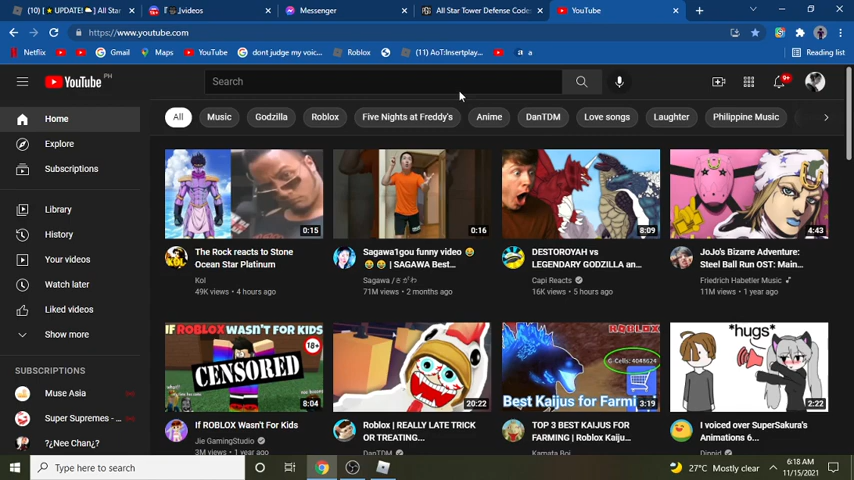 (10) [ ⭐ UPDATE! ⛅ ] All Star
videos
Messenger
All Star Tower Defense Code
YouTube
https://www.youtube.com
Netflix
Gmail
Maps
YouTube
dont judge my voic...
Roblox
(11) AoT:Insertplay...
a
Reading list
YouTube PH
Search
9+
Home
Explore
Subscriptions
Library
History
Your videos
Watch later
Liked videos
Show more
SUBSCRIPTIONS
Muse Asia
Super Supremes - ...
?¿Nee Chan¿?
All
Music
Godzilla
Roblox
Five Nights at Freddy's
Anime
DanTDM
Love songs
Laughter
Philippine Music
0:15
The Rock reacts to Stone
Ocean Star Platinum
Kol
49K views • 4 hours ago
0:16
Sagawa1gou funny video 😂
😭 😭 | SAGAWA Best...
Sagawa /さがわ
71M views • 2 months ago
8:09
DESTOROYAH vs
LEGENDARY GODZILLA an...
Capi Reacts
16K views • 5 hours ago
4:43
JoJo's Bizarre Adventure:
Steel Ball Run OST: Main...
Friedrich Habetler Music
11M views • 1 year ago
IF ROBLOX WASN'T FOR KIDS
18+
CENSORED
8:04
If ROBLOX Wasn't For Kids
Jie GamingStudio
3M views • 1 year ago
20:22
Roblox | REALLY LATE TRICK
OR TREATING...
DanTDM
ROBLOX
G-Cells: 4048624
Best Kaijus for Farmi
3:19
TOP 3 BEST KAIJUS FOR
FARMING | Roblox Kaiju...
Kamata Boi
*hugs*
2:22
I voiced over SuperSakura's
Animations 6...
Type here to search
27°C Mostly clear
6:18 AM
11/15/2021